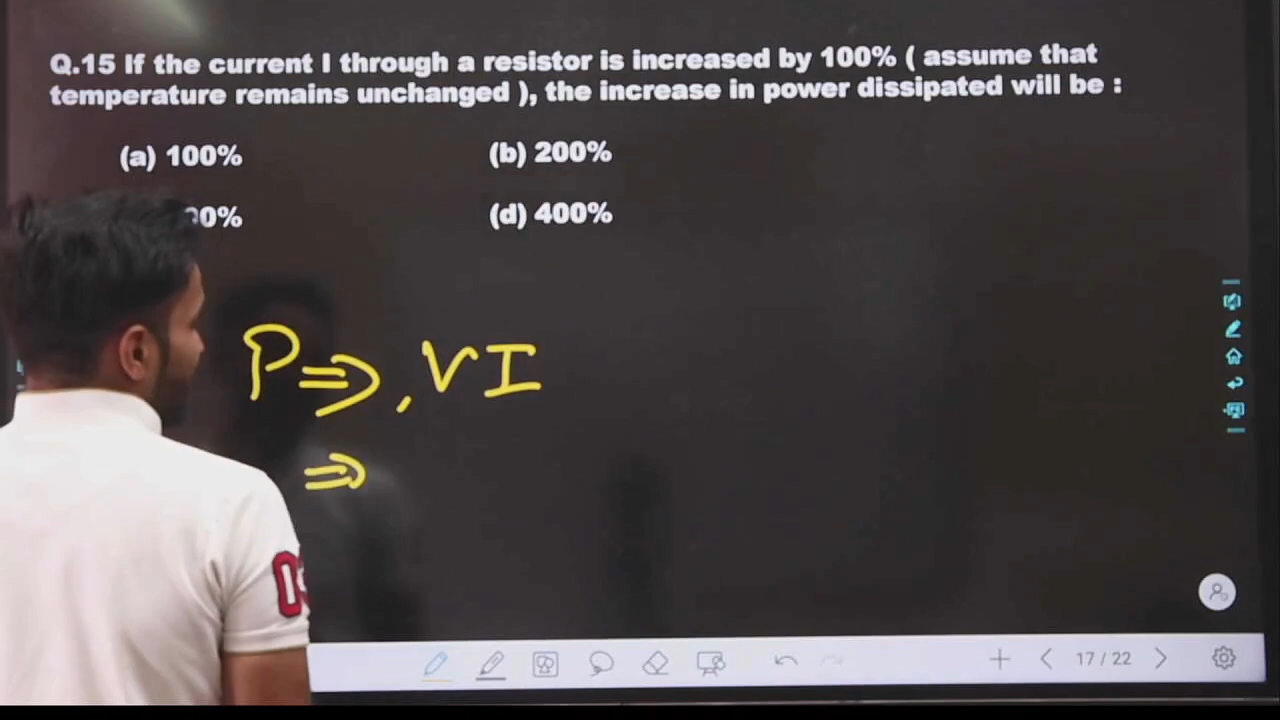 Q.15 If the current I through a resistor is increased by 100% ( assume that
temperature remains unchanged ), the increase in power dissipated will be :
(a) 100% (b) 200%
00% (d) 400%
P ⇒, VI
⇒
17 / 22